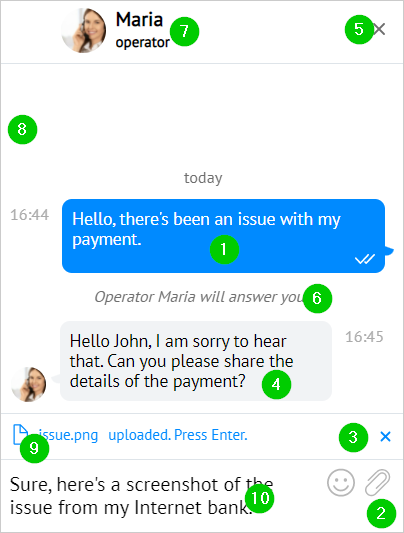 Maria
operator
7
5
8
today
16:44
Hello, there's been an issue with my
payment.
1
Operator Maria will answer you
6
16:45
Hello John, I am sorry to hear
that. Can you please share the
details of the payment?
4
issue.png uploaded. Press Enter.
3
9
Sure, here's a screenshot of the
issue from my Internet bank.
10
2